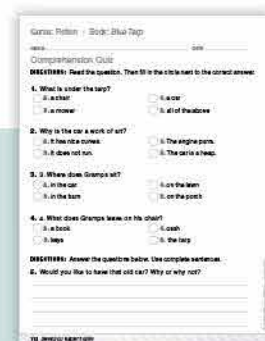 Genre: Fiction • Book: Blue Tarp
NAME DATE
Comprehension Quiz
DIRECTIONS: Read the question. Then fill in the circle next to the correct answer.
1. What is under the tarp?
a chair a car
a mower all of the above
2. Why is the car a work of art?
It has nice curves. The engine purrs.
It does not run. The car is a heap.
3. Where does Gramps sit?
in the car on the lawn
in the barn on the porch
4. What does Gramps leave on his chair?
a book cash
keys the tarp
DIRECTIONS: Answer the questions below. Use complete sentences.
5. Would you like to have that old car? Why or why not?